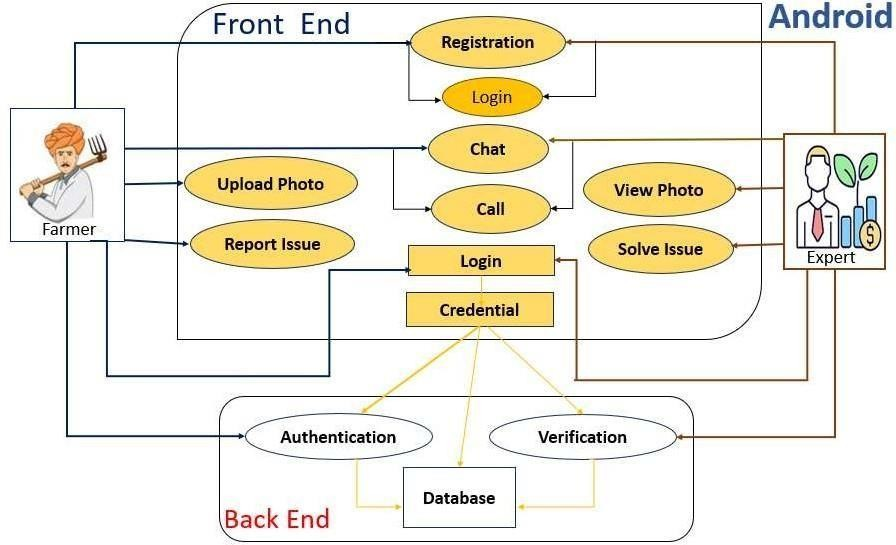 Front End
Android
Registration
Login
Chat
Upload Photo
View Photo
Call
Farmer
Report Issue
Solve Issue
Expert
Login
Credential
Authentication
Verification
Database
Back End
$